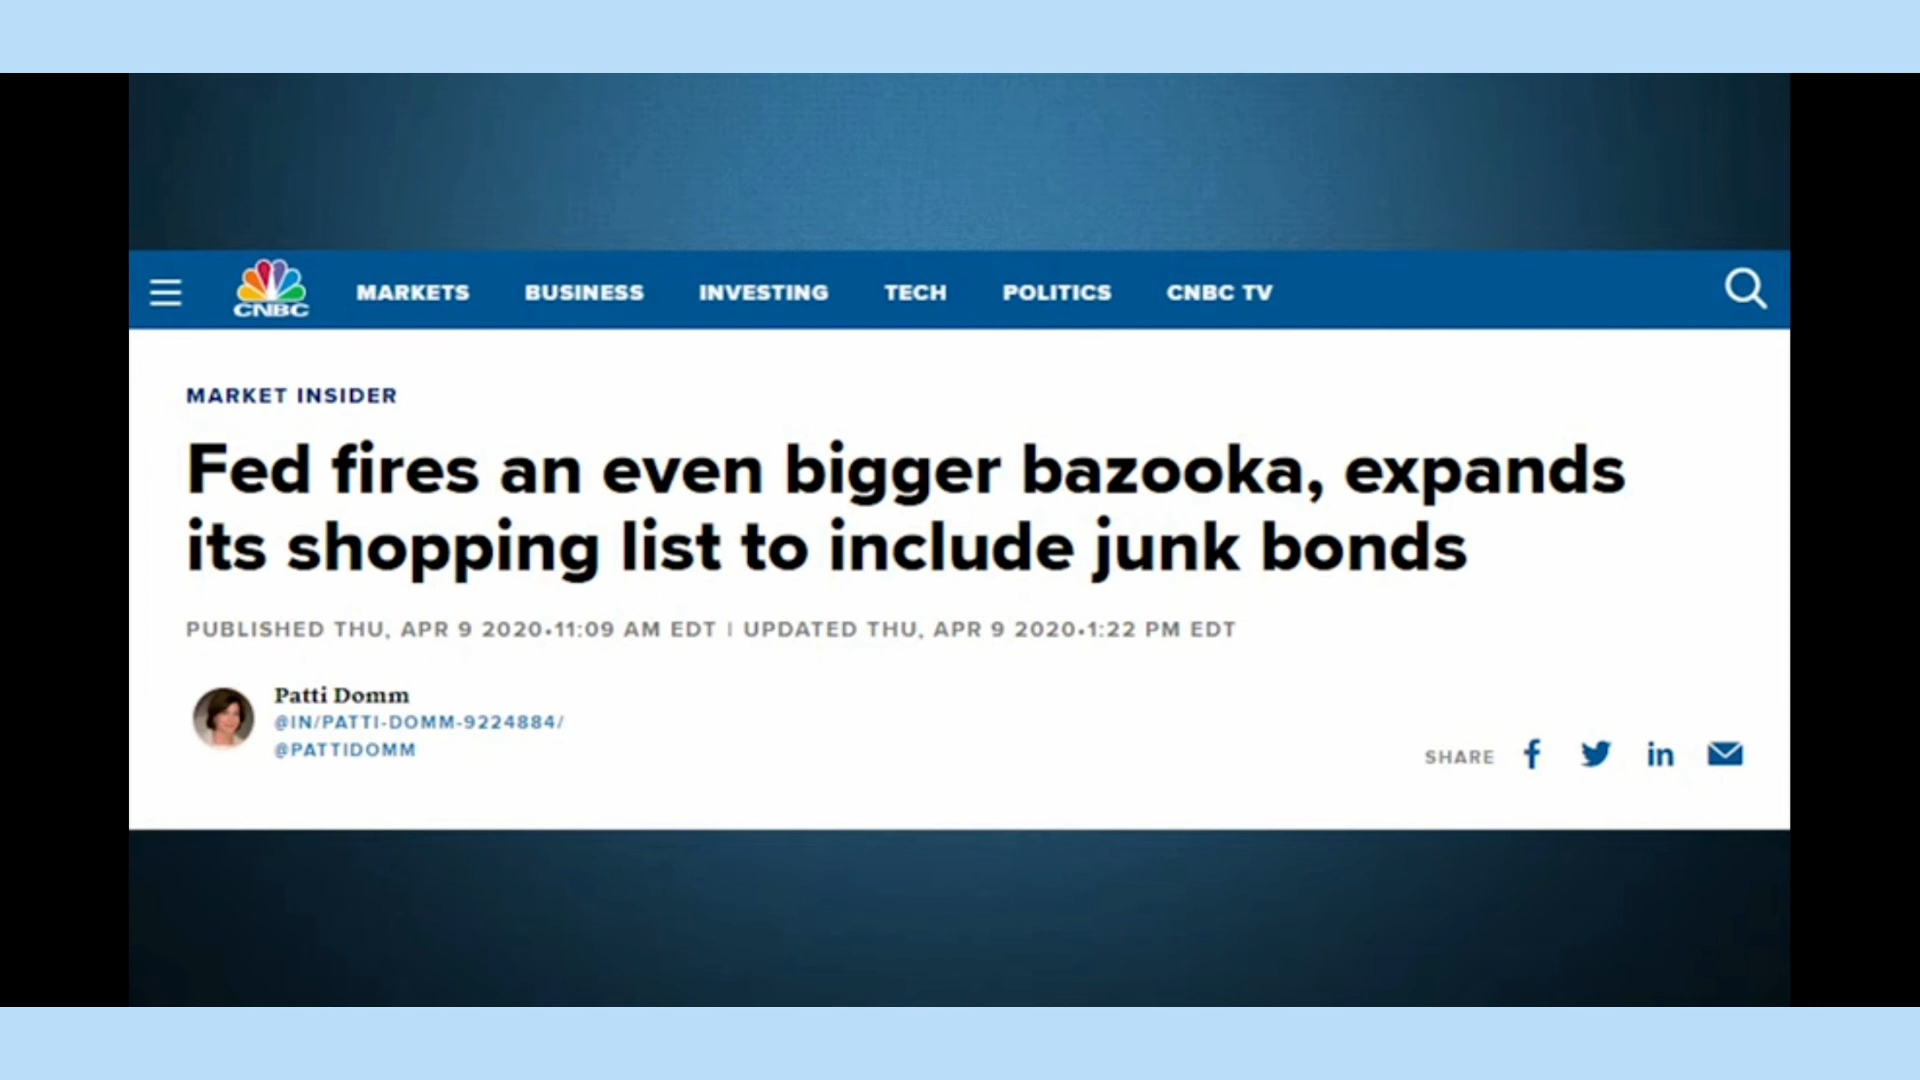 CNBC MARKETS BUSINESS INVESTING TECH POLITICS CNBC TV
MARKET INSIDER
Fed fires an even bigger bazooka, expands
its shopping list to include junk bonds
PUBLISHED THU, APR 9 2020•11:09 AM EDT | UPDATED THU, APR 9 2020•1:22 PM EDT
Patti Domm
@IN/PATTI-DOMM-9224884/
@PATTIDOMM
SHARE f in